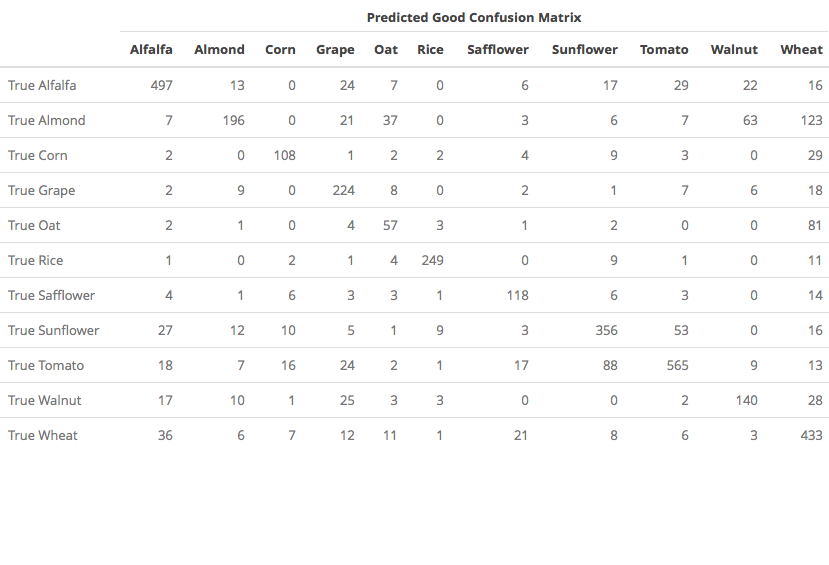 Predicted Good Confusion Matrix
Alfalfa Almond Corn Grape Oat Rice Safflower Sunflower Tomato Walnut Wheat
True Alfalfa 497 13 0 24 7 0 6 17 29 22 16
True Almond 7 196 0 21 37 0 3 6 7 63 123
True Corn 2 0 108 1 2 2 4 9 3 0 29
True Grape 2 9 0 224 8 0 2 1 7 6 18
True Oat 2 1 0 4 57 3 1 2 0 0 81
True Rice 1 0 2 1 4 249 0 9 1 0 11
True Safflower 4 1 6 3 3 1 118 6 3 0 14
True Sunflower 27 12 10 5 1 9 3 356 53 0 16
True Tomato 18 7 16 24 2 1 17 88 565 9 13
True Walnut 17 10 1 25 3 3 0 0 2 140 28
True Wheat 36 6 7 12 11 1 21 8 6 3 433